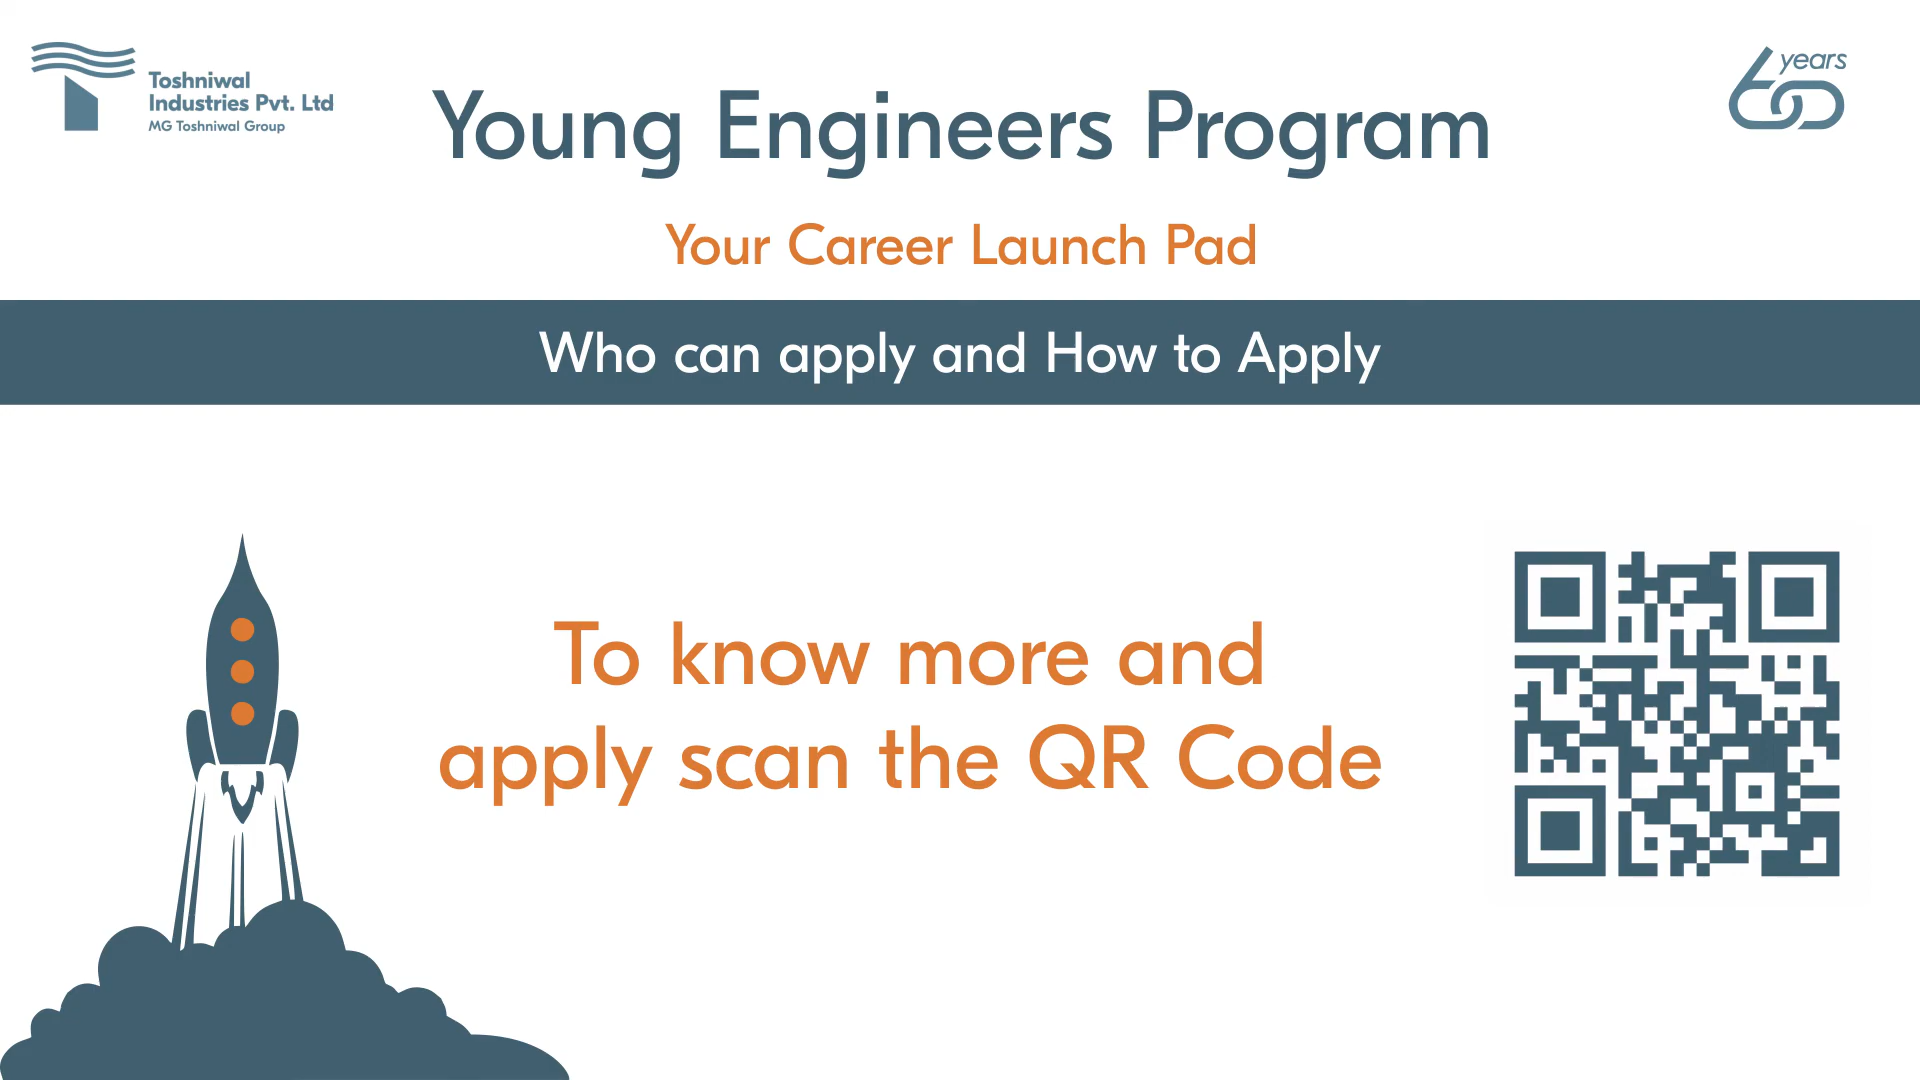 Toshniwal
Industries Pvt. Ltd
MG Toshniwal Group
Young Engineers Program
60 years
Your Career Launch Pad
Who can apply and How to Apply
To know more and
apply scan the QR Code